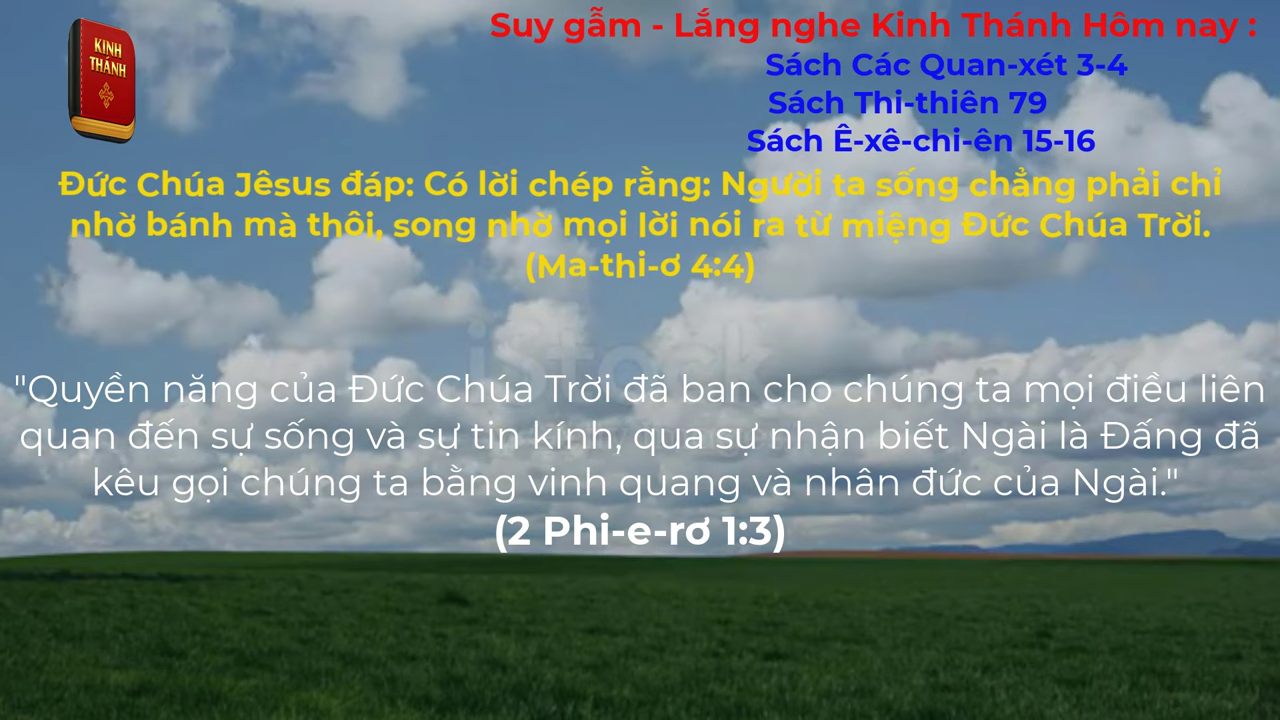 KINH
THÁNH
Suy gẫm - Lắng nghe Kinh Thánh Hôm nay :
Sách Các Quan-xét 3-4
Sách Thi-thiên 79
Sách Ê-xê-chi-ên 15-16
Đức Chúa Jêsus đáp: Có lời chép rằng: Người ta sống chẳng phải chỉ
nhờ bánh mà thôi, song nhờ mọi lời nói ra từ miệng Đức Chúa Trời.
(Ma-thi-ơ 4:4)
iStock
"Quyền năng của Đức Chúa Trời đã ban cho chúng ta mọi điều liên
quan đến sự sống và sự tin kính, qua sự nhận biết Ngài là Đấng đã
kêu gọi chúng ta bằng vinh quang và nhân đức của Ngài."
(2 Phi-e-rơ 1:3)